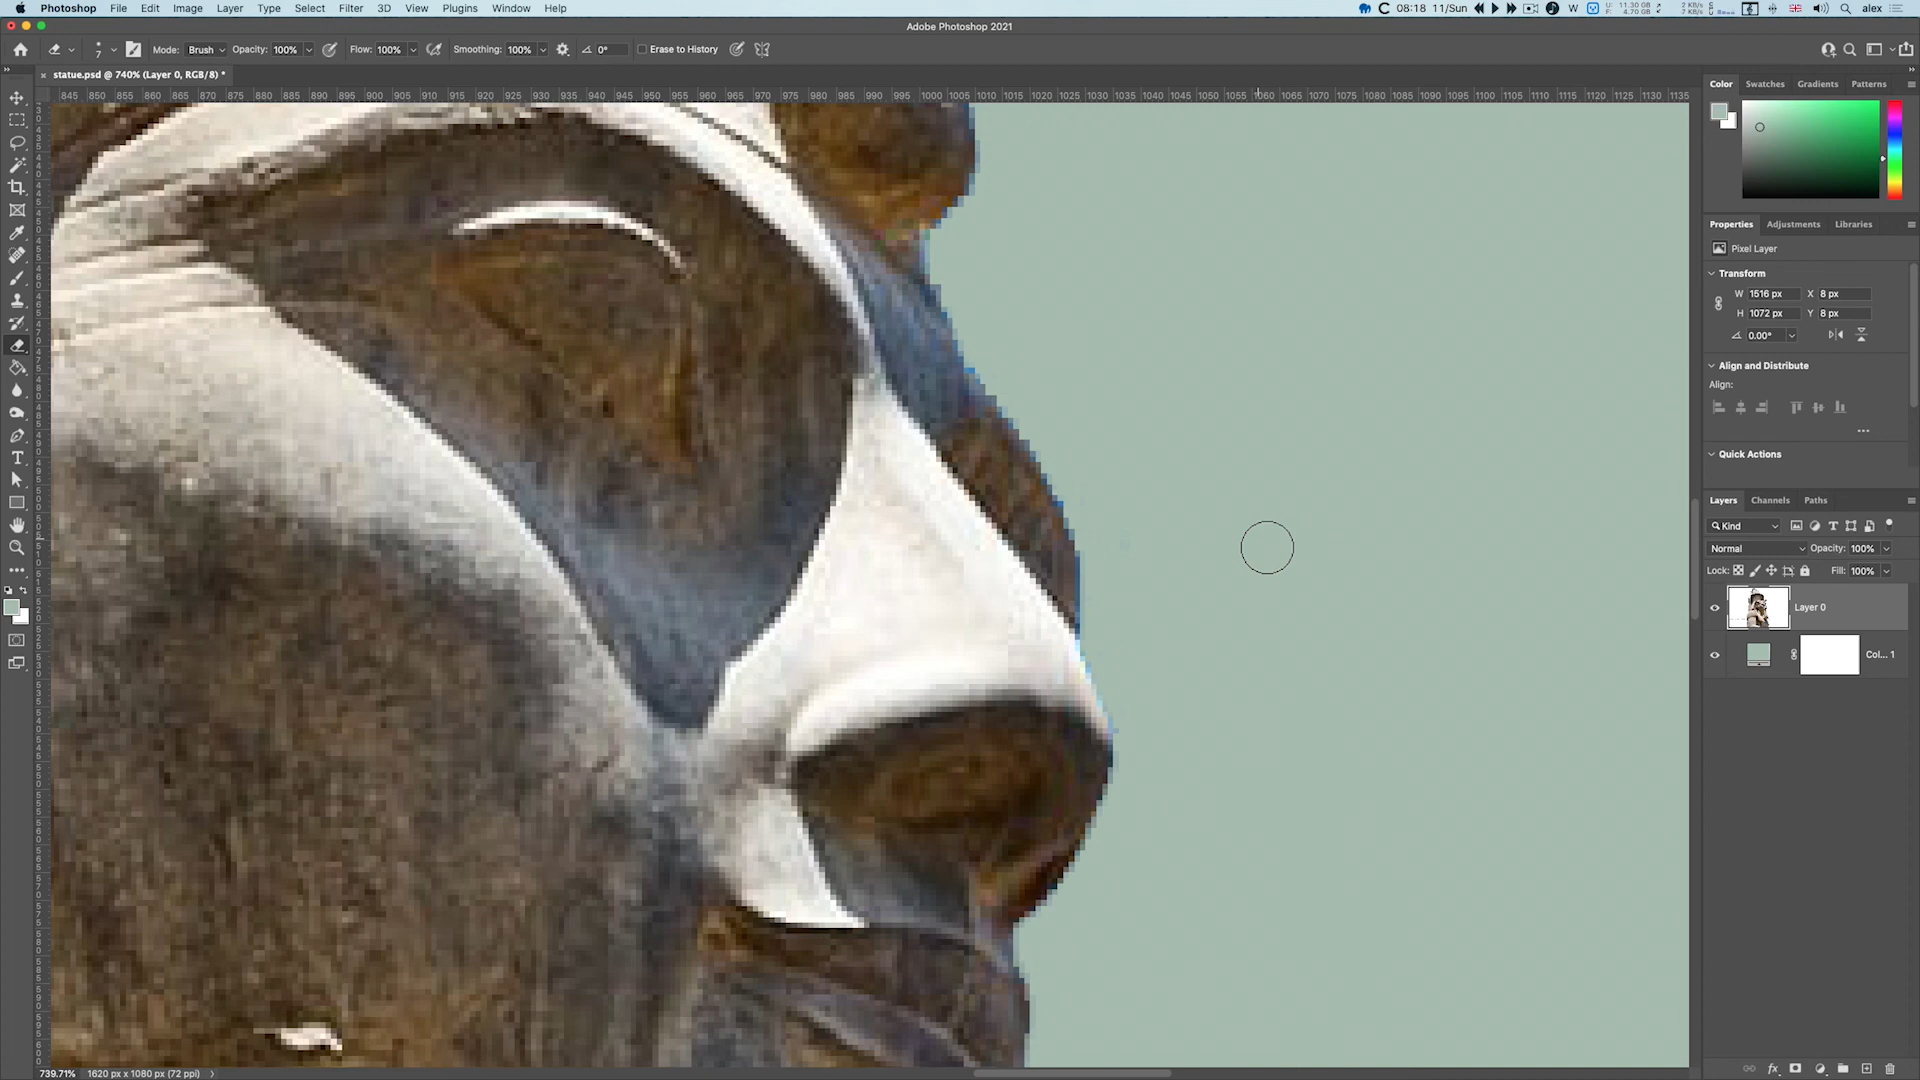 Photoshop File Edit Image Layer Type Select Filter 3D View Plugins Window Help 08:18 11/Sun alex
Adobe Photoshop 2021
Mode: Brush Opacity: 100% Flow: 100% Smoothing: 100% 0° Erase to History
statue.psd @ 740% (Layer 0, RGB/8) *
845 850 855 860 865 870 875 880 885 890 895 900 905 910 915 920 925 930 935 940 945 950 955 960 965 970 975 980 985 990 995 1000 1005 1010 1015 1020 1025 1030 1035 1040 1045 1050 1055 1060 1065 1070 1075 1080 1085 1090 1095 1100 1105 1110 1115 1120 1125 1130 1135
Color Swatches Gradients Patterns
Properties Adjustments Libraries
Pixel Layer
Transform
W 1516 px X 8 px
H 1072 px Y 8 px
0.00°
Align and Distribute
Align:
Quick Actions
Layers Channels Paths
Kind
Normal Opacity: 100%
Lock: Fill: 100%
Layer 0
Col... 1
739.71% 1620 px x 1080 px (72 ppi)